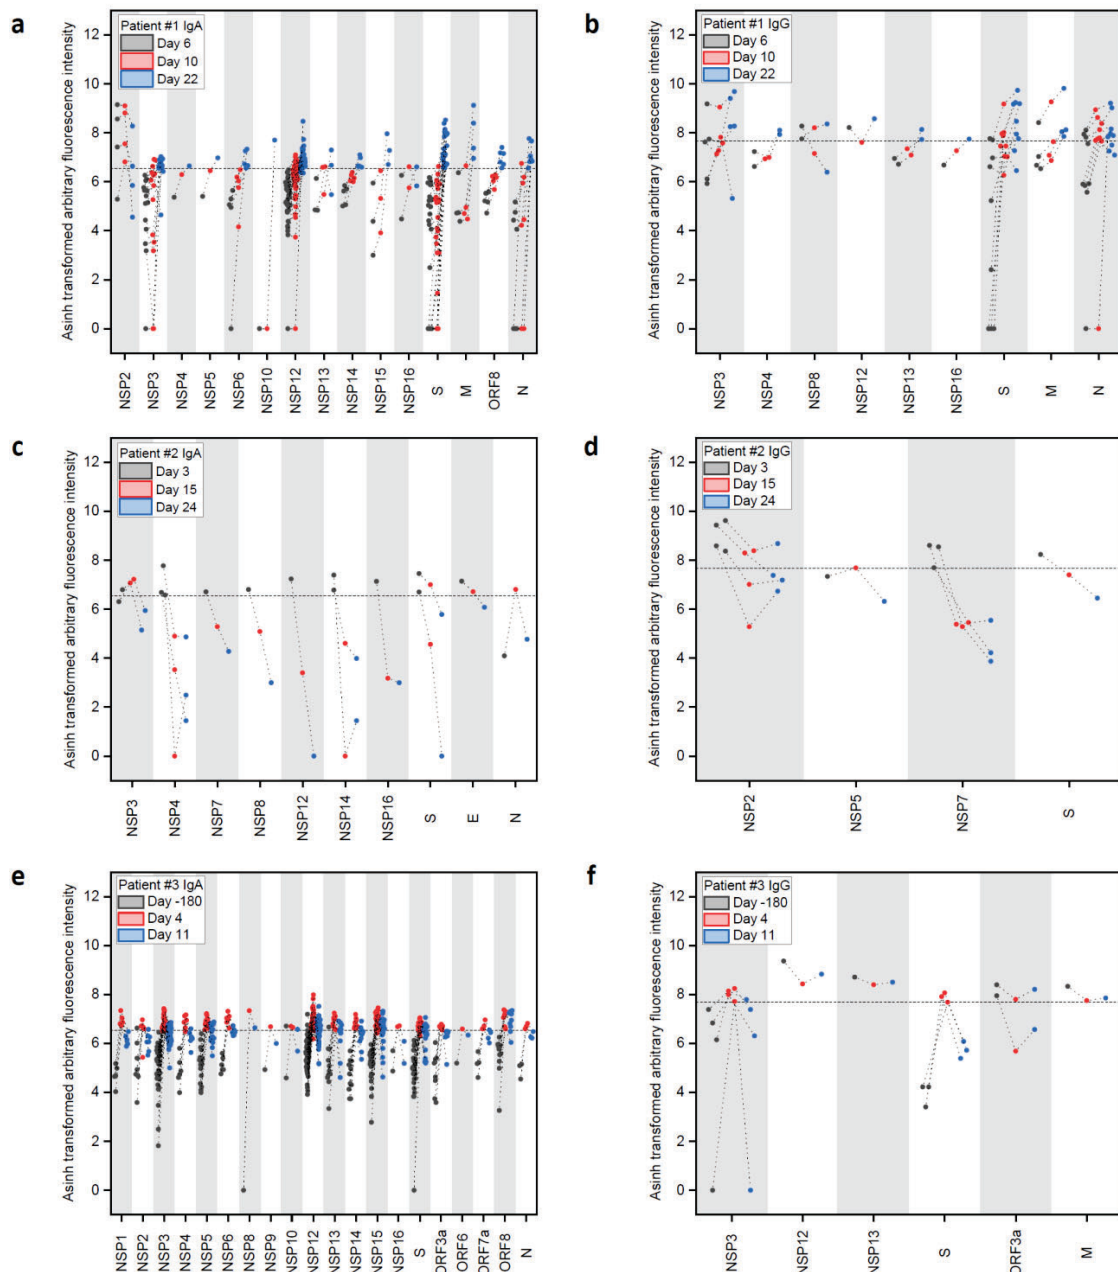 a
Patient #1 IgA
Day 6
Day 10
Day 22
Asinh transformed arbitrary fluorescence intensity
12
10
8
6
4
2
0
NSP2
NSP3
NSP4
NSP5
NSP6
NSP10
NSP12
NSP13
NSP14
NSP15
NSP16
S
M
ORF8
N
b
Patient #1 IgG
Day 6
Day 10
Day 22
Asinh transformed arbitrary fluorescence intensity
12
10
8
6
4
2
0
NSP3
NSP4
NSP8
NSP12
NSP13
NSP16
S
M
N
c
Patient #2 IgA
Day 3
Day 15
Day 24
Asinh transformed arbitrary fluorescence intensity
12
10
8
6
4
2
0
NSP3
NSP4
NSP7
NSP8
NSP12
NSP14
NSP16
S
E
N
d
Patient #2 IgG
Day 3
Day 15
Day 24
Asinh transformed arbitrary fluorescence intensity
12
10
8
6
4
2
0
NSP2
NSP5
NSP7
S
e
Patient #3 IgA
Day -180
Day 4
Day 11
Asinh transformed arbitrary fluorescence intensity
12
10
8
6
4
2
0
NSP1
NSP2
NSP3
NSP4
NSP5
NSP6
NSP8
NSP9
NSP10
NSP12
NSP13
NSP14
NSP15
NSP16
S
ORF3a
ORF6
ORF7a
ORF8
N
f
Patient #3 IgG
Day -180
Day 4
Day 11
Asinh transformed arbitrary fluorescence intensity
12
10
8
6
4
2
0
NSP3
NSP12
NSP13
S
ORF3a
M